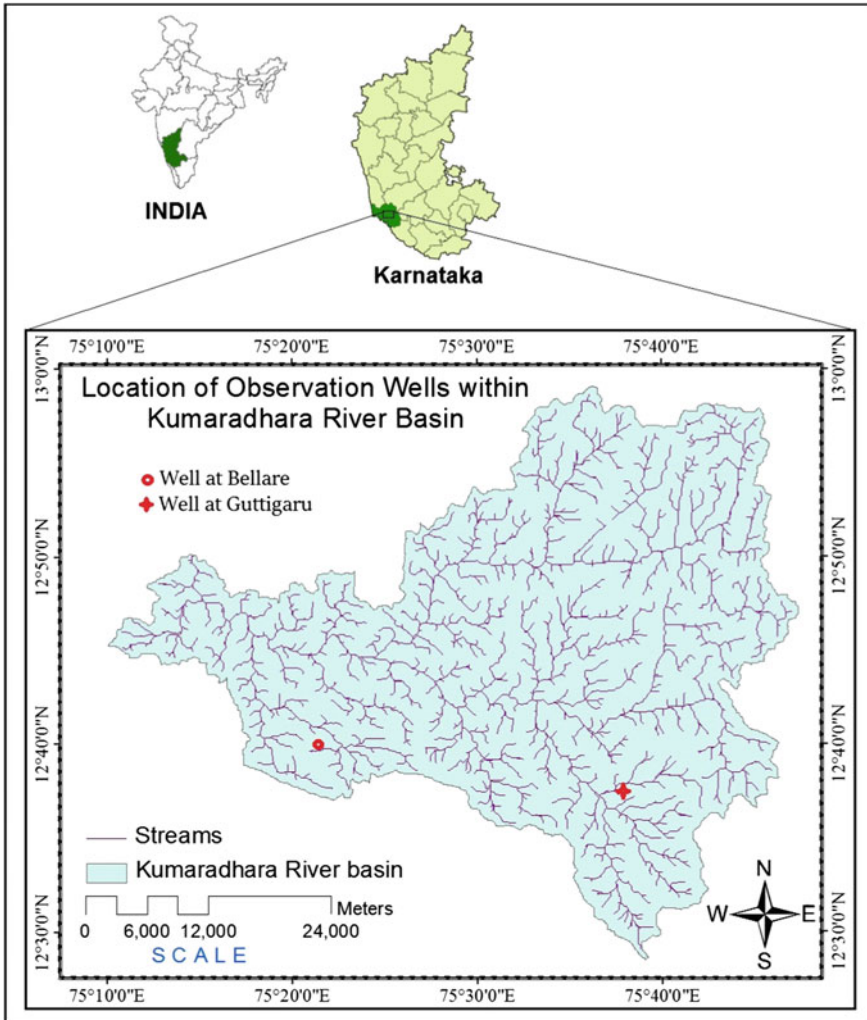 INDIA
Karnataka
75°10'0"E 75°20'0"E 75°30'0"E 75°40'0"E
13°0'0"N 13°0'0"N
Location of Observation Wells within
Kumaradhara River Basin
Well at Bellare
Well at Guttigaru
12°50'0"N 12°50'0"N
12°40'0"N 12°40'0"N
Streams
Kumaradhara River basin
Meters
0 6,000 12,000 24,000
SCALE
N
W E
S
12°30'0"N 12°30'0"N
75°10'0"E 75°20'0"E 75°30'0"E 75°40'0"E